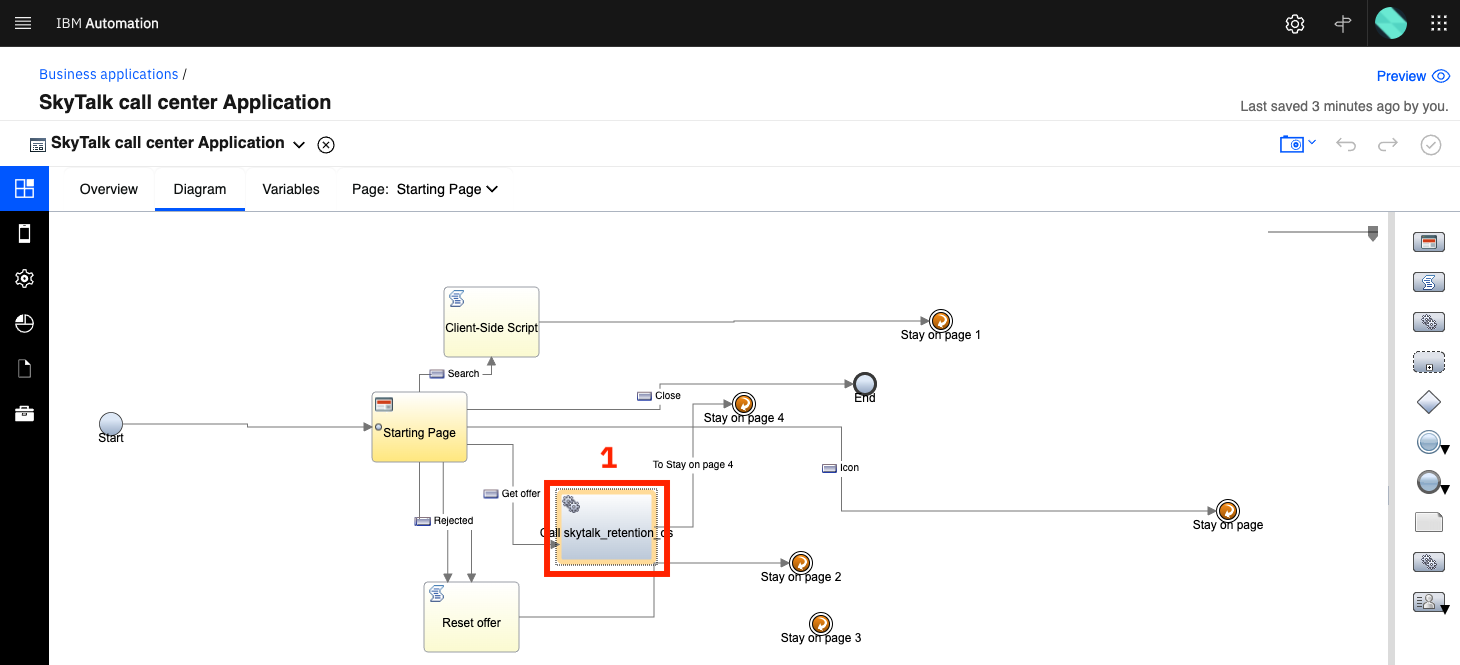 IBM Automation
Business applications /
Preview
SkyTalk call center Application
Last saved 3 minutes ago by you.
SkyTalk call center Application
Overview
Diagram
Variables
Page: Starting Page
Client-Side Script
Stay on page 1
Search
Close
End
Stay on page 4
Start
Starting Page
1
To Stay on page 4
Icon
Get offer
Rejected
Call skytalk_retention_ds
Stay on page
Stay on page 2
Reset offer
Stay on page 3